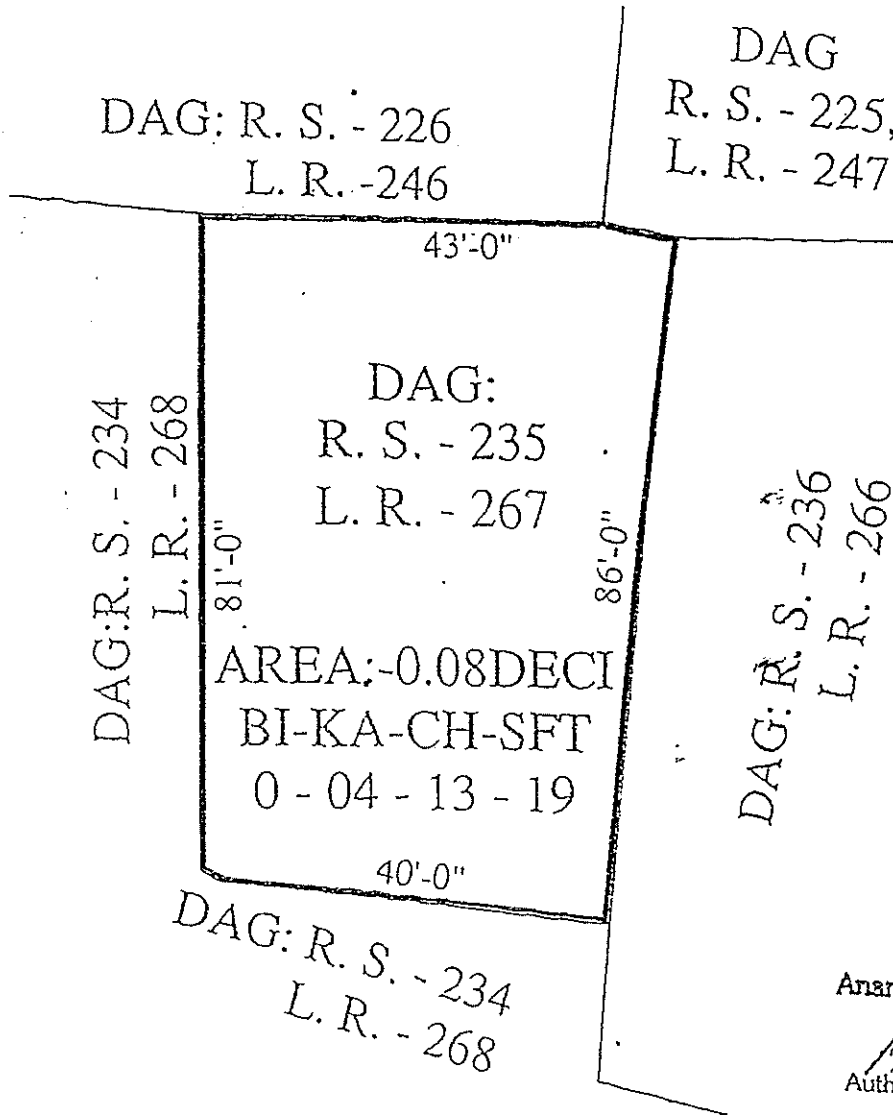 DAG: R. S. - 226
L. R. -246
DAG
R. S. - 225,
L. R. - 247
43'-0"
DAG:R. S. - 234
L. R. - 268
81'-0"
DAG:
R. S. - 235
L. R. - 267
86'-0"
DAG: R. S. - 236
L. R. - 266
AREA:-0.08DECI
BI-KA-CH-SFT
0 - 04 - 13 - 19
40'-0"
DAG: R. S. - 234
L. R. - 268